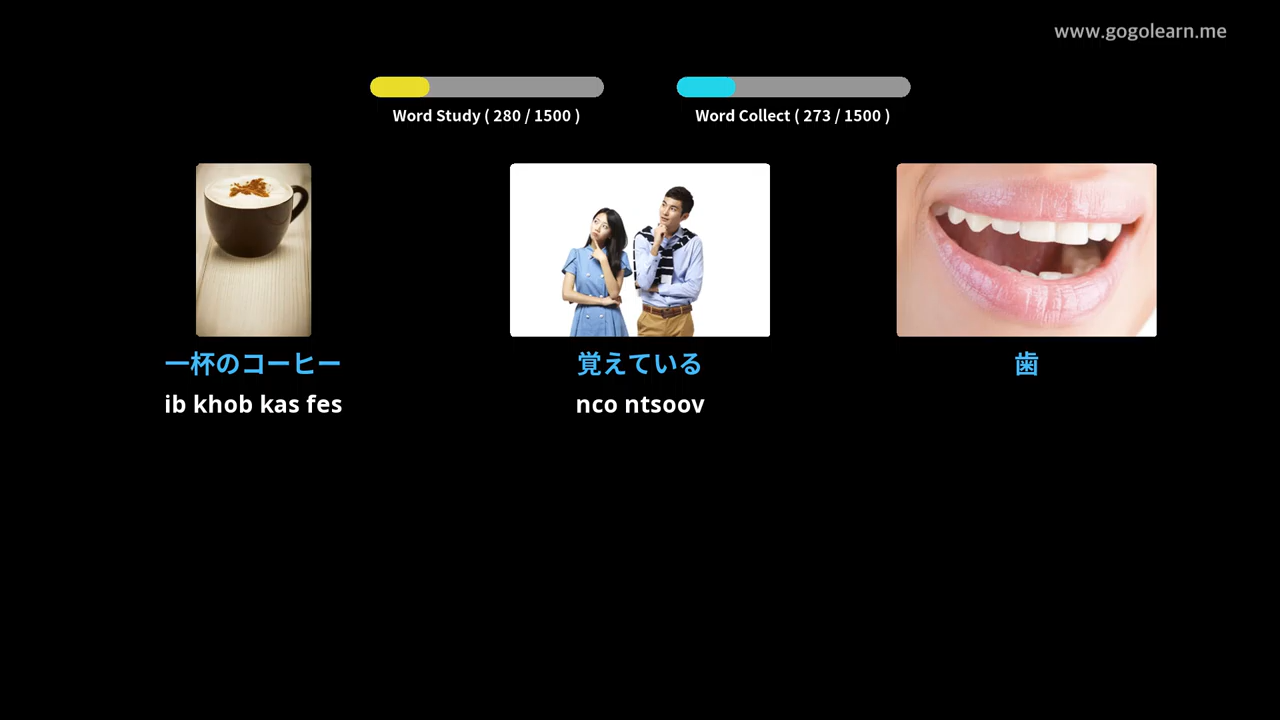 www.gogolearn.me
Word Study ( 280 / 1500 )
Word Collect ( 273 / 1500 )
一杯のコーヒー
覚えている
歯
ib khob kas fes
nco ntsoov